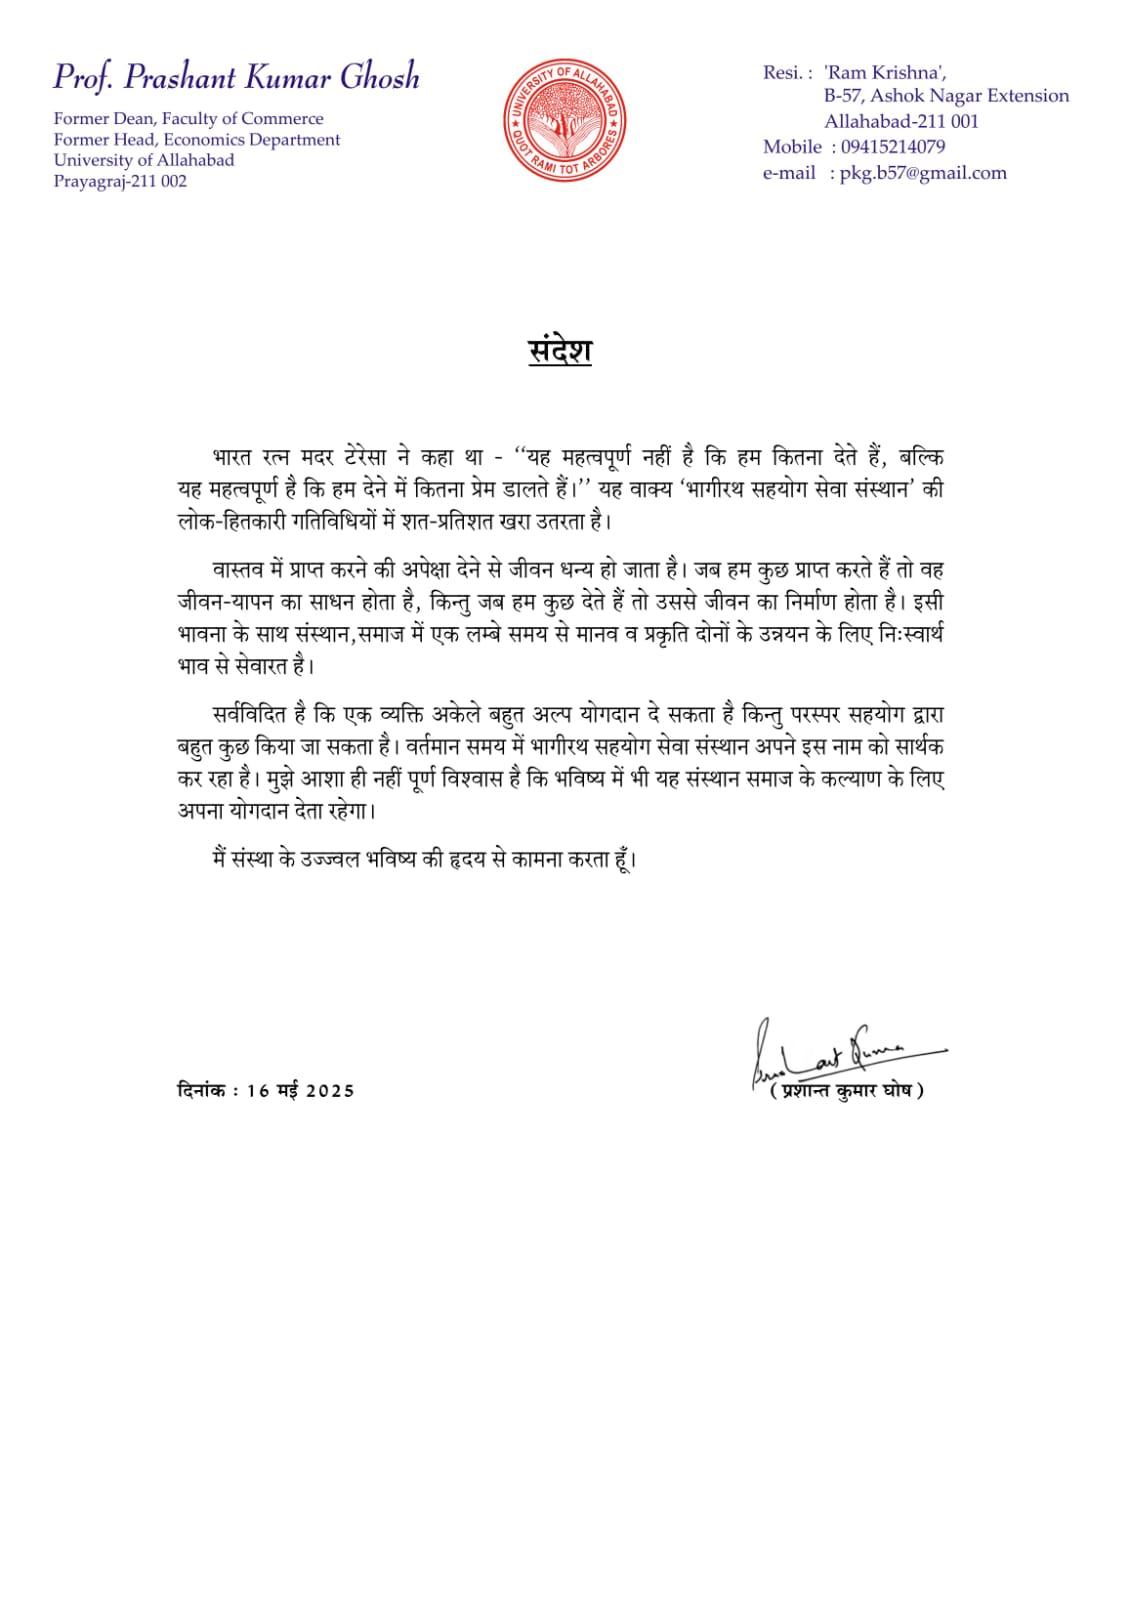 Prof. Prashant Kumar Ghosh
Former Dean, Faculty of Commerce
Former Head, Economics Department
University of Allahabad
Prayagraj-211 002
UNIVERSITY OF ALLAHABAD
QUOT RAMI TOT ARBORES
Resi. : 'Ram Krishna',
B-57, Ashok Nagar Extension
Allahabad-211 001
Mobile : 09415214079
e-mail : pkg.b57@gmail.com
संदेश
भारत रत्न मदर टेरेसा ने कहा था - ‘‘यह महत्वपूर्ण नहीं है कि हम कितना देते हैं, बल्कि
यह महत्वपूर्ण है कि हम देने में कितना प्रेम डालते हैं।’’ यह वाक्य ‘भागीरथ सहयोग सेवा संस्थान’ की
लोक-हितकारी गतिविधियों में शत-प्रतिशत खरा उतरता है।
वास्तव में प्राप्त करने की अपेक्षा देने से जीवन धन्य हो जाता है। जब हम कुछ प्राप्त करते हैं तो वह
जीवन-यापन का साधन होता है, किन्तु जब हम कुछ देते हैं तो उससे जीवन का निर्माण होता है। इसी
भावना के साथ संस्थान,समाज में एक लम्बे समय से मानव व प्रकृति दोनों के उन्नयन के लिए निःस्वार्थ
भाव से सेवारत है।
सर्वविदित है कि एक व्यक्ति अकेले बहुत अल्प योगदान दे सकता है किन्तु परस्पर सहयोग द्वारा
बहुत कुछ किया जा सकता है। वर्तमान समय में भागीरथ सहयोग सेवा संस्थान अपने इस नाम को सार्थक
कर रहा है। मुझे आशा ही नहीं पूर्ण विश्वास है कि भविष्य में भी यह संस्थान समाज के कल्याण के लिए
अपना योगदान देता रहेगा।
मैं संस्था के उज्ज्वल भविष्य की हृदय से कामना करता हूँ।
Prashant Kumar
दिनांक : 16 मई 2025
( प्रशान्त कुमार घोष )